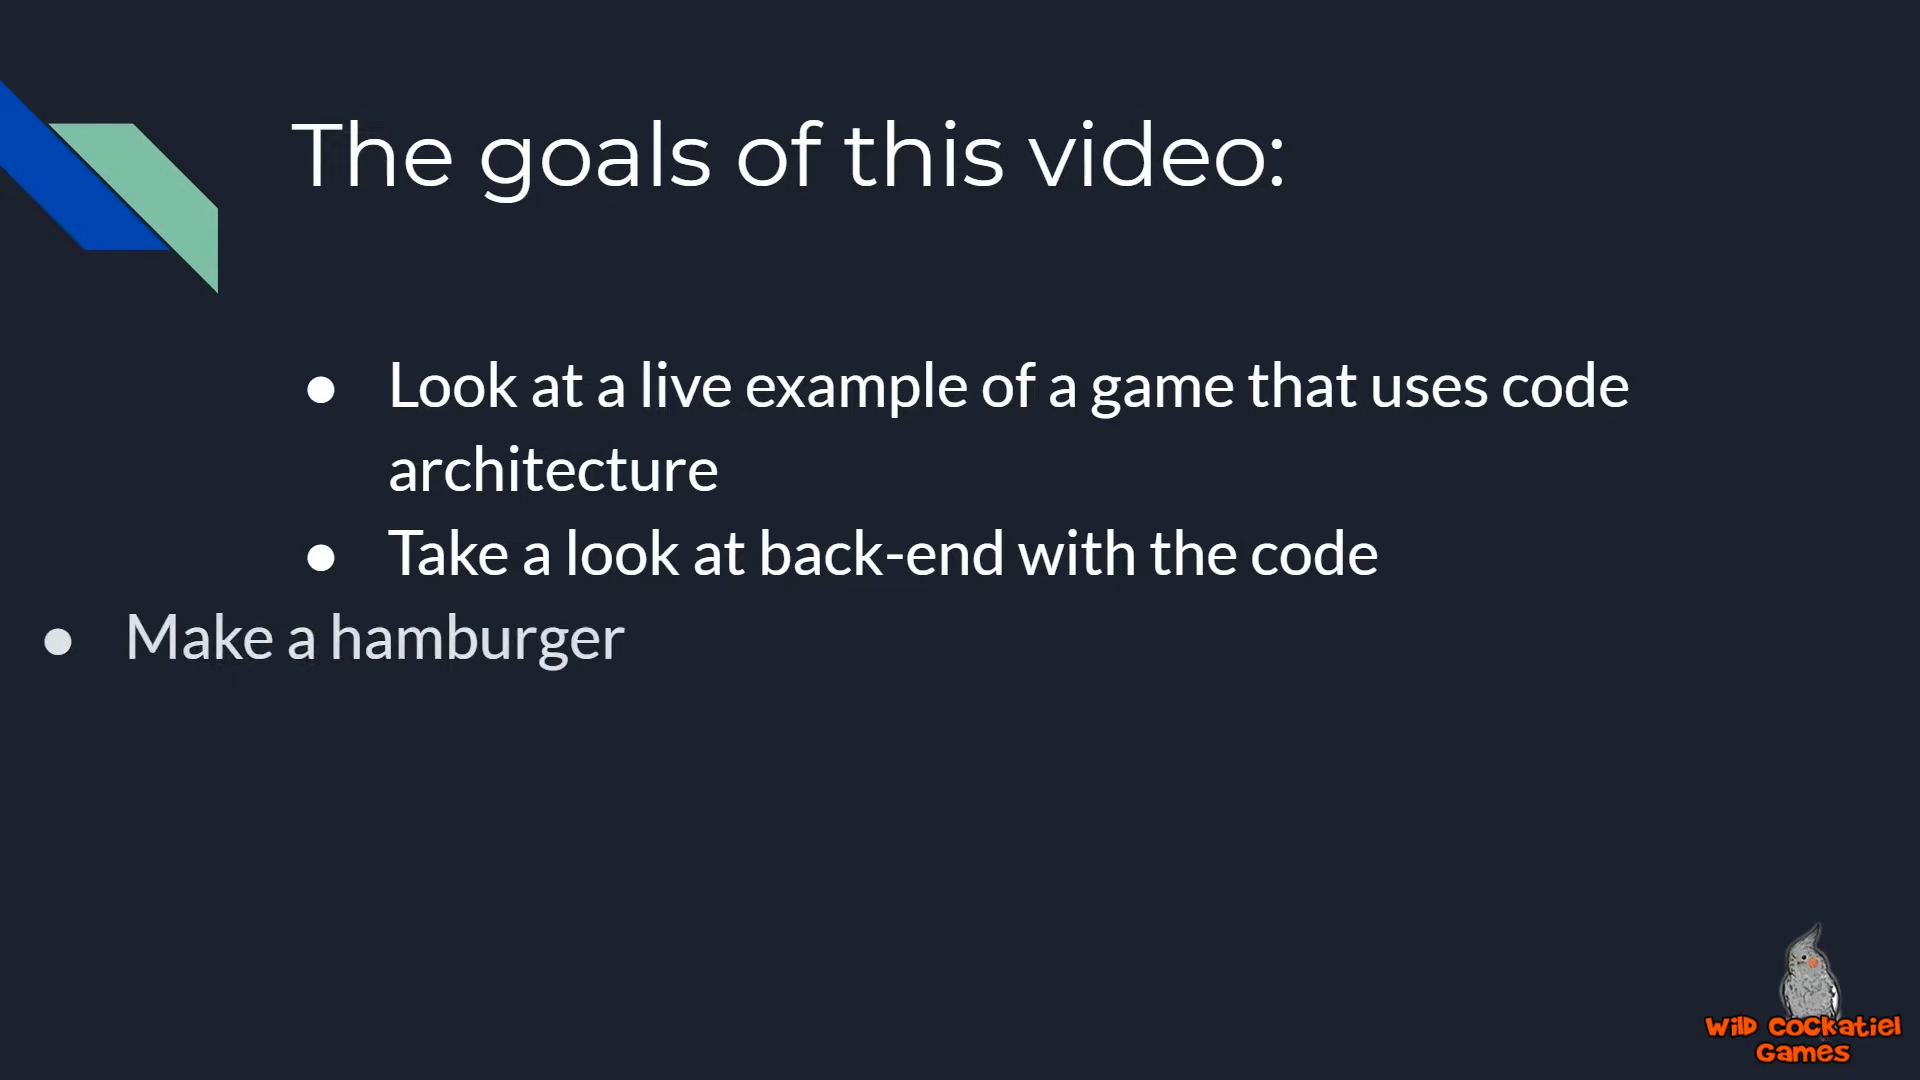 The goals of this video:
● Look at a live example of a game that uses code
architecture
● Take a look at back-end with the code
● Make a hamburger
Wild Cockatiel
Games